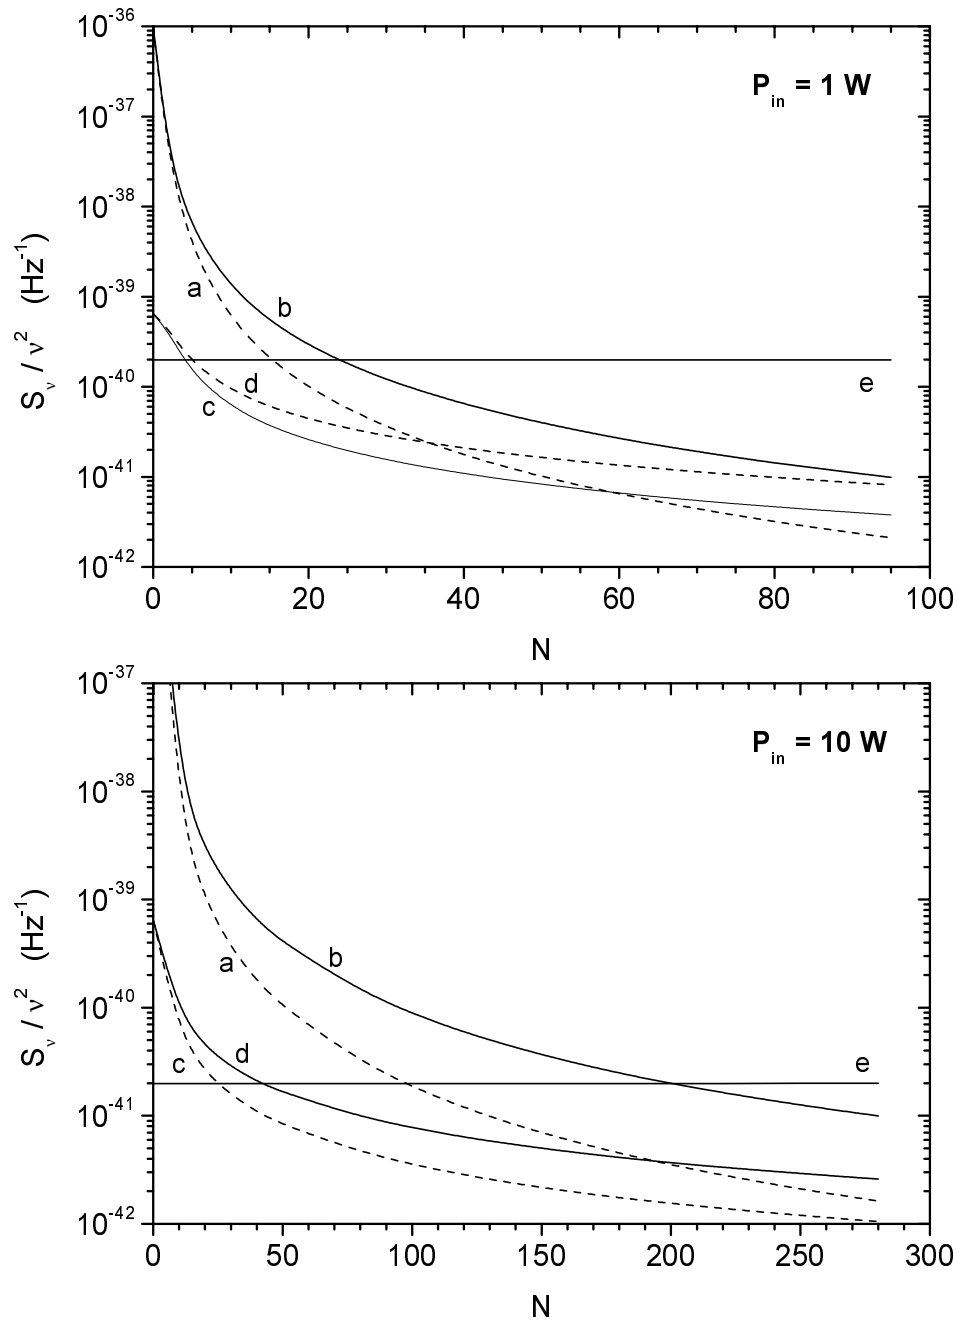 10^-36
P_in = 1 W
10^-37
10^-38
S_ν / ν^2 (Hz^-1)
10^-39
a
b
10^-40
d
e
c
10^-41
10^-42
0 20 40 60 80 100
N
10^-37
P_in = 10 W
10^-38
S_ν / ν^2 (Hz^-1)
10^-39
a
b
10^-40
c
d
e
10^-41
10^-42
0 50 100 150 200 250 300
N